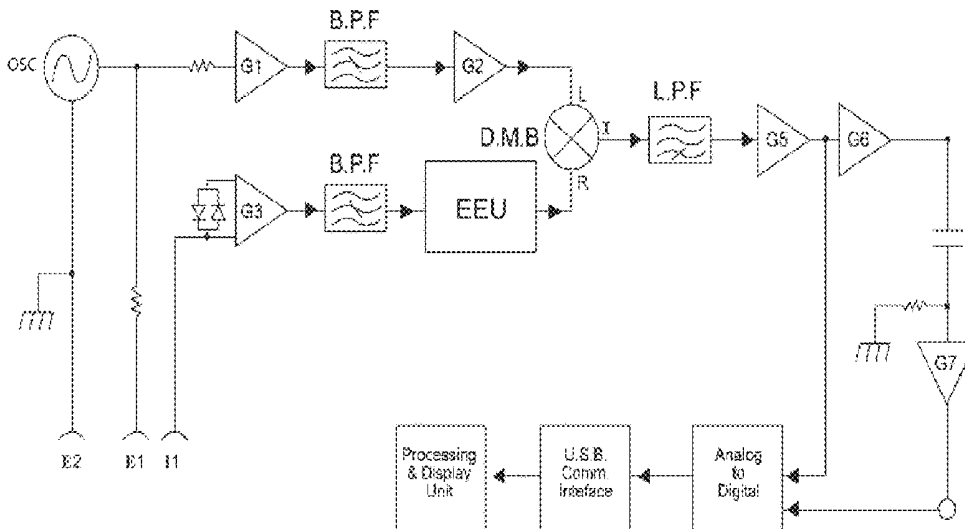 B.P.F
OSC
G1
G2
L
L.P.F
D.M.B
I
G5
G6
B.P.F
R
G3
EEU
G7
E2
E1
I1
Processing
& Display
Unit
U.S.B.
Comm.
Inteface
Analog
to
Digital